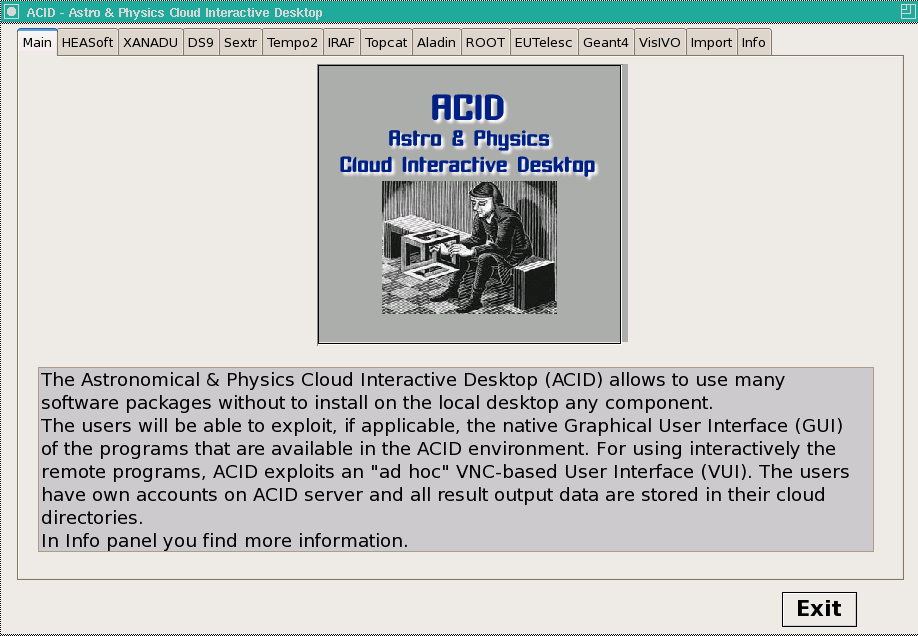 ACID - Astro & Physics Cloud Interactive Desktop
Main HEASoft XANADU DS9 Sextr Tempo2 IRAF Topcat Aladin ROOT EUTelesc Geant4 VisIVO Import Info
ACID
Astro & Physics
Cloud Interactive Desktop
The Astronomical & Physics Cloud Interactive Desktop (ACID) allows to use many
software packages without to install on the local desktop any component.
The users will be able to exploit, if applicable, the native Graphical User Interface (GUI)
of the programs that are available in the ACID environment. For using interactively the
remote programs, ACID exploits an "ad hoc" VNC-based User Interface (VUI). The users
have own accounts on ACID server and all result output data are stored in their cloud
directories.
In Info panel you find more information.
Exit